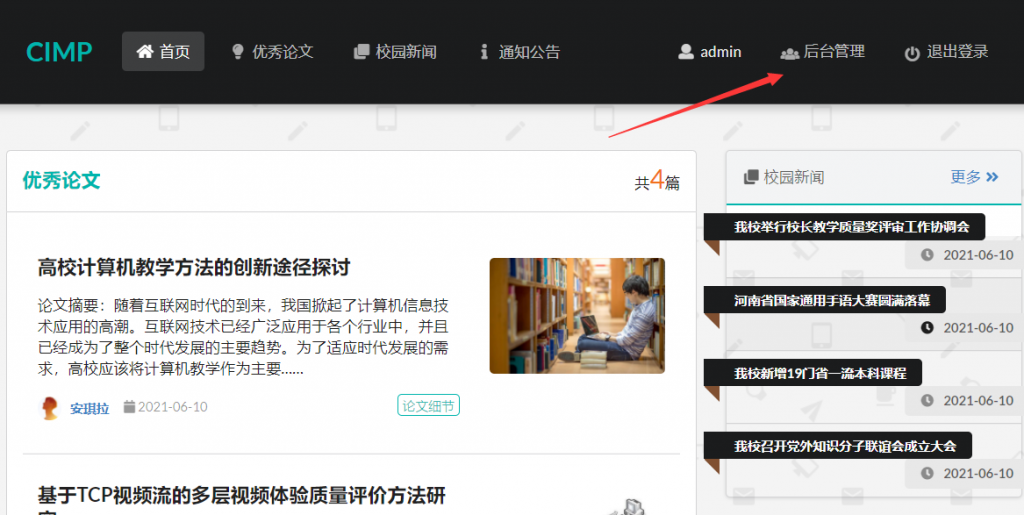 CIMP 首页 优秀论文 校园新闻 通知公告 admin 后台管理 退出登录
优秀论文
共4篇
高校计算机教学方法的创新途径探讨
论文摘要：随着互联网时代的到来，我国掀起了计算机信息技
术应用的高潮。互联网技术已经广泛应用于各个行业中，并且
已经成为了整个时代发展的主要趋势。为了适应时代发展的需
求，高校应该将计算机教学作为主要......
安琪拉 2021-06-10 论文细节
基于TCP视频流的多层视频体验质量评价方法研
校园新闻 更多
我校举行校长教学质量奖评审工作协调会
2021-06-10
河南省国家通用手语大赛圆满落幕
2021-06-10
我校新增19门省一流本科课程
2021-06-10
我校召开党外知识分子联谊会成立大会
2021-06-10